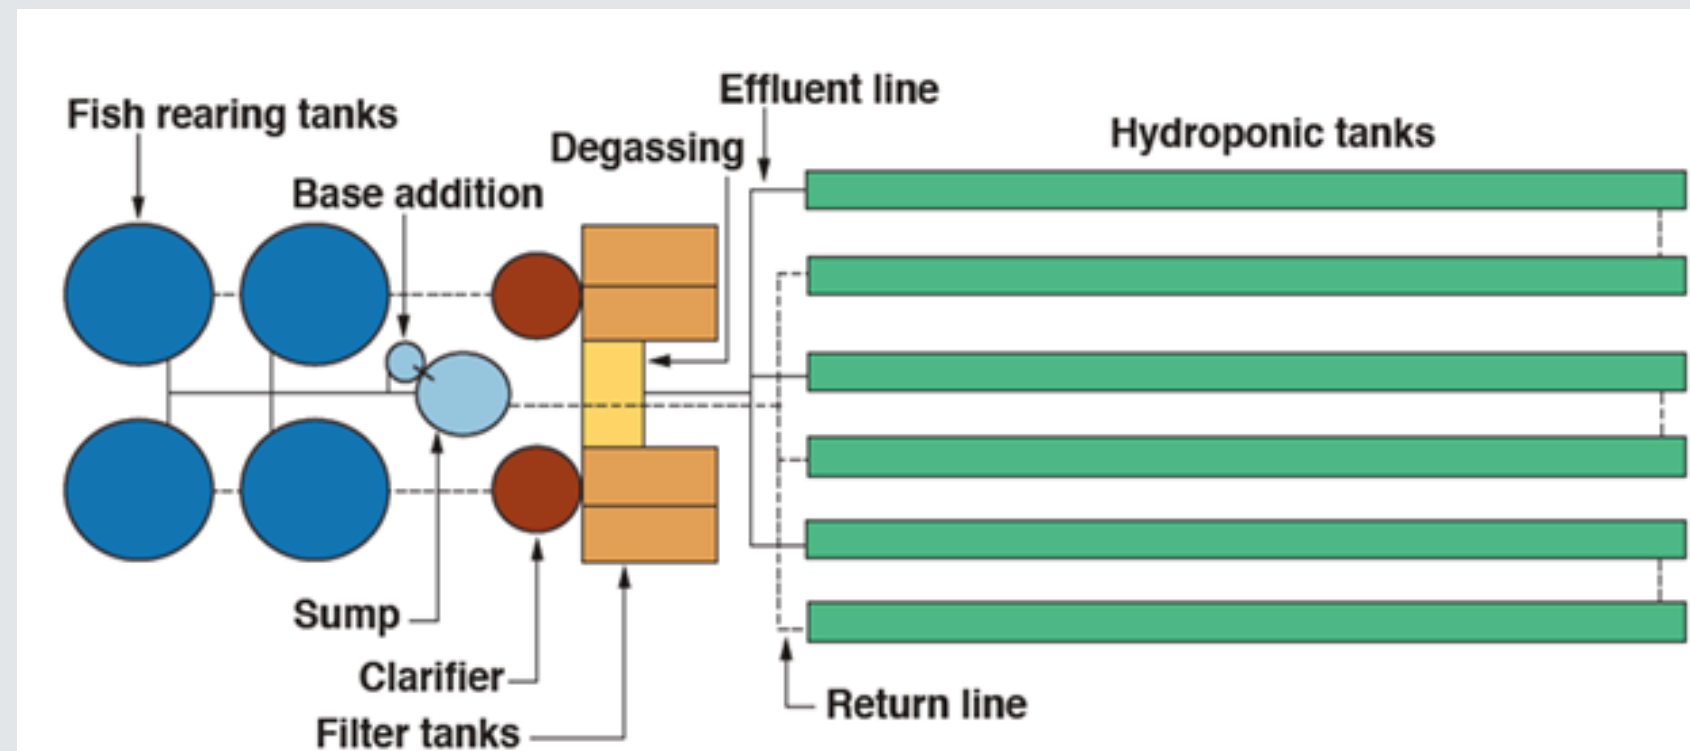 Effluent line
Fish rearing tanks
Hydroponic tanks
Degassing
Base addition
Sump
Clarifier
Return line
Filter tanks